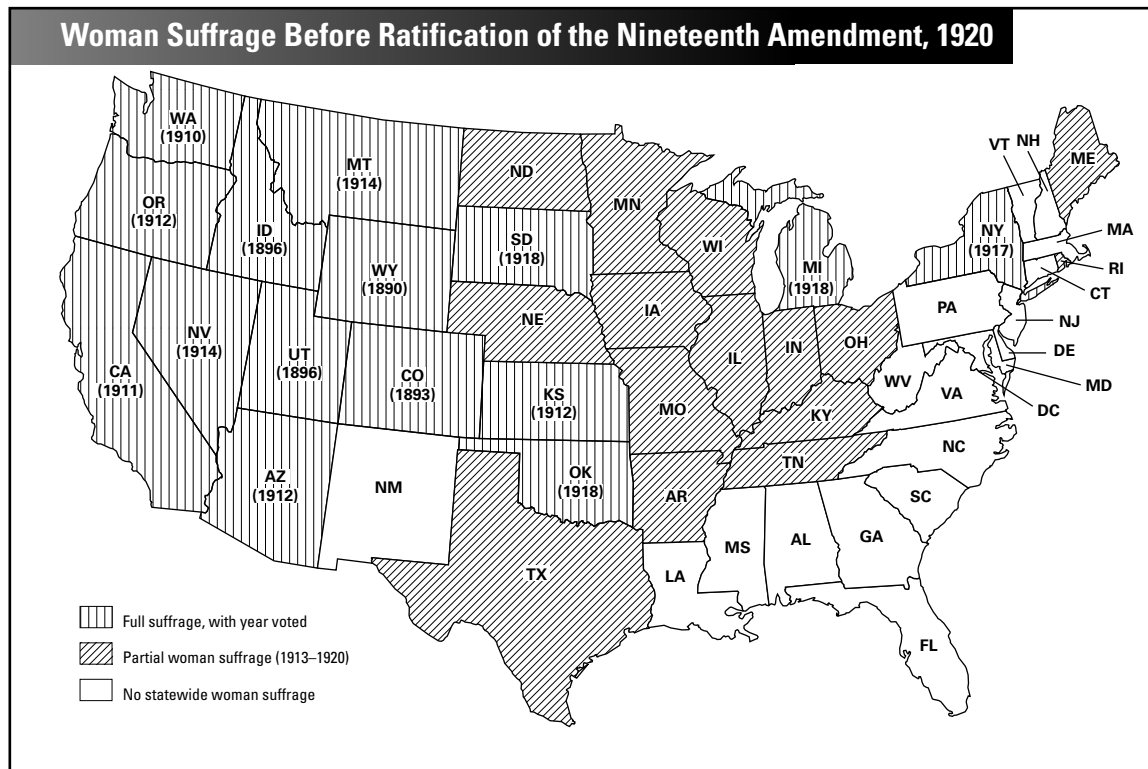 Woman Suffrage Before Ratification of the Nineteenth Amendment, 1920
WA
(1910)
OR
(1912)
ID
(1896)
MT
(1914)
WY
(1890)
ND
SD
(1918)
NE
MN
WI
IA
MI
(1918)
NY
(1917)
VT
NH
ME
MA
RI
CT
NJ
DE
MD
DC
PA
CA
(1911)
NV
(1914)
UT
(1896)
CO
(1893)
KS
(1912)
MO
IL
IN
OH
WV
VA
KY
TN
NC
AZ
(1912)
NM
OK
(1918)
AR
SC
TX
LA
MS
AL
GA
FL
Full suffrage, with year voted
Partial woman suffrage (1913–1920)
No statewide woman suffrage